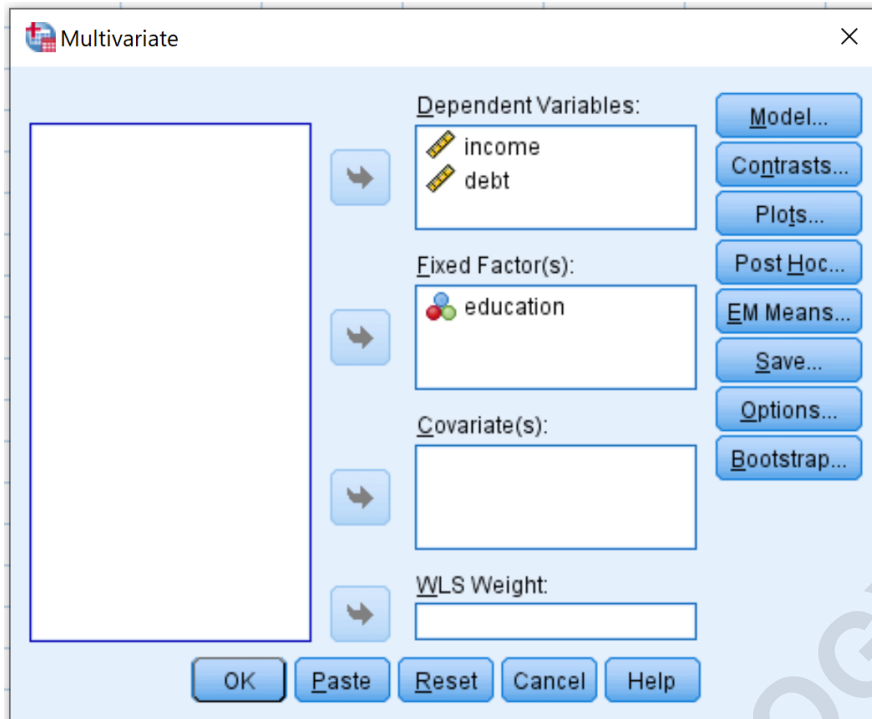 Multivariate
Dependent Variables:
income
debt
Fixed Factor(s):
education
Covariate(s):
WLS Weight:
Model...
Contrasts...
Plots...
Post Hoc...
EM Means...
Save...
Options...
Bootstrap...
OK
Paste
Reset
Cancel
Help